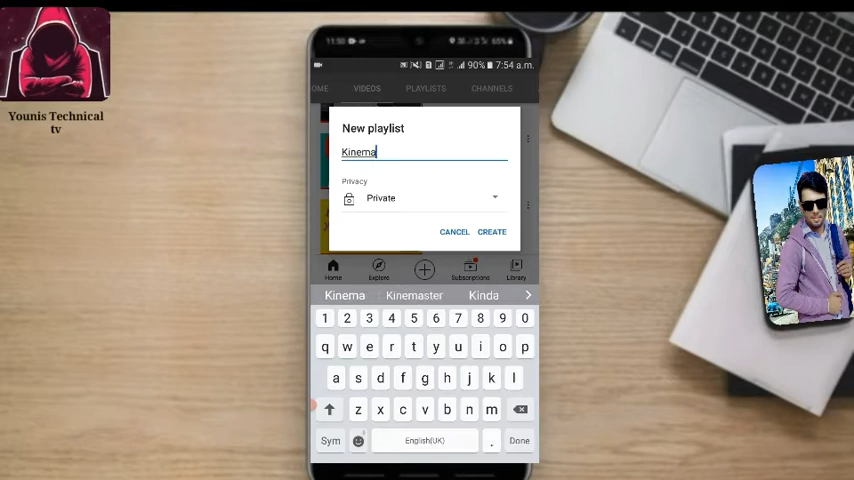 Younis Technical
tv
11:50
65%
90% 7:54 a.m.
OME VIDEOS PLAYLISTS CHANNELS
New playlist
Kinema
Privacy
Private
CANCEL CREATE
Home Explore Subscriptions Library
Kinema Kinemaster Kinda
1 2 3 4 5 6 7 8 9 0
q w e r t y u i o p
a s d f g h j k l
z x c v b n m
Sym English(UK) . Done